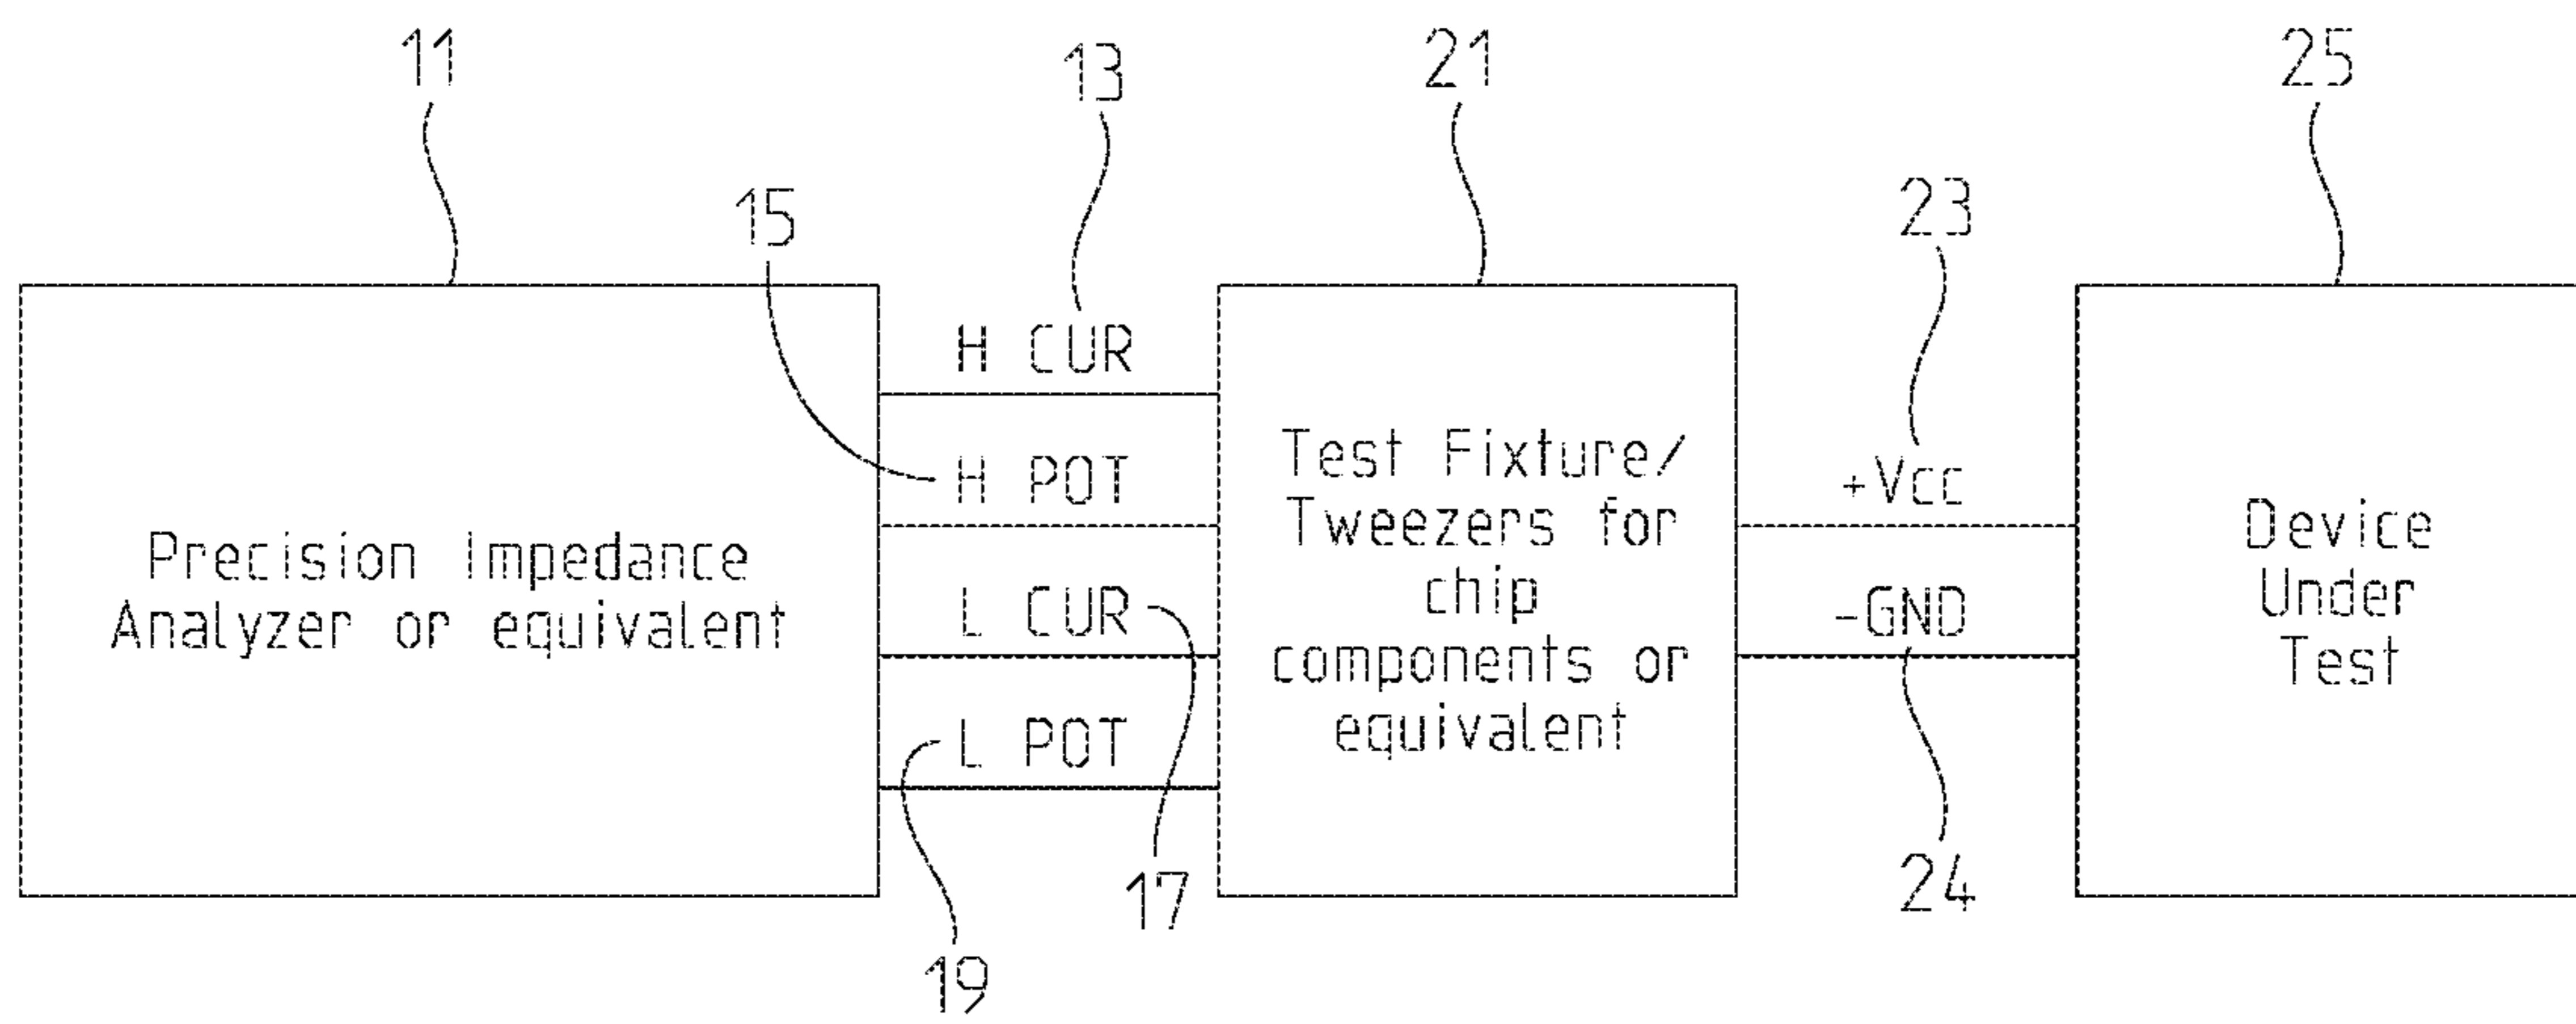 11
13
21
25
15
23
H CUR
H POT
L CUR
L POT
Precision Impedance
Analyzer or equivalent
Test Fixture/
Tweezers for
chip
components or
equivalent
+Vcc
-GND
Device
Under
Test
17
24
19